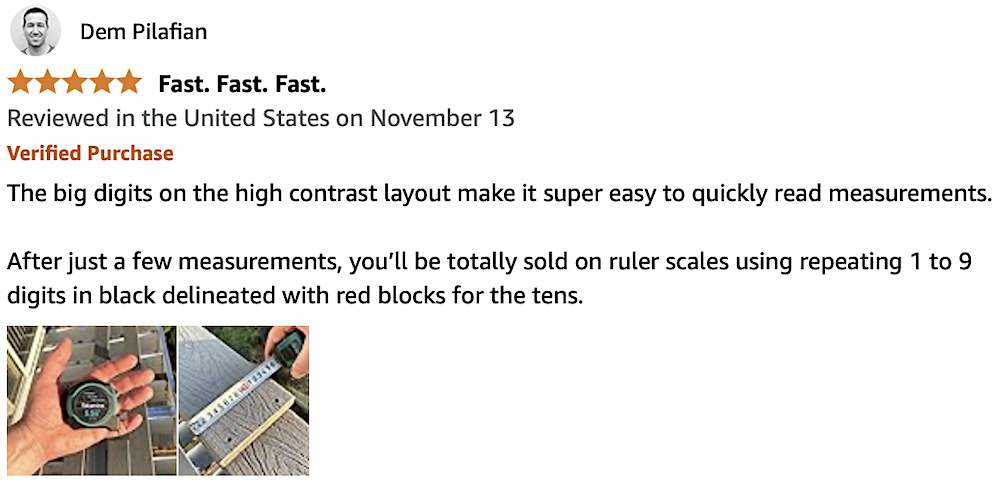 Dem Pilafian
Fast. Fast. Fast.
Reviewed in the United States on November 13
Verified Purchase
The big digits on the high contrast layout make it super easy to quickly read measurements.
After just a few measurements, you’ll be totally sold on ruler scales using repeating 1 to 9
digits in black delineated with red blocks for the tens.